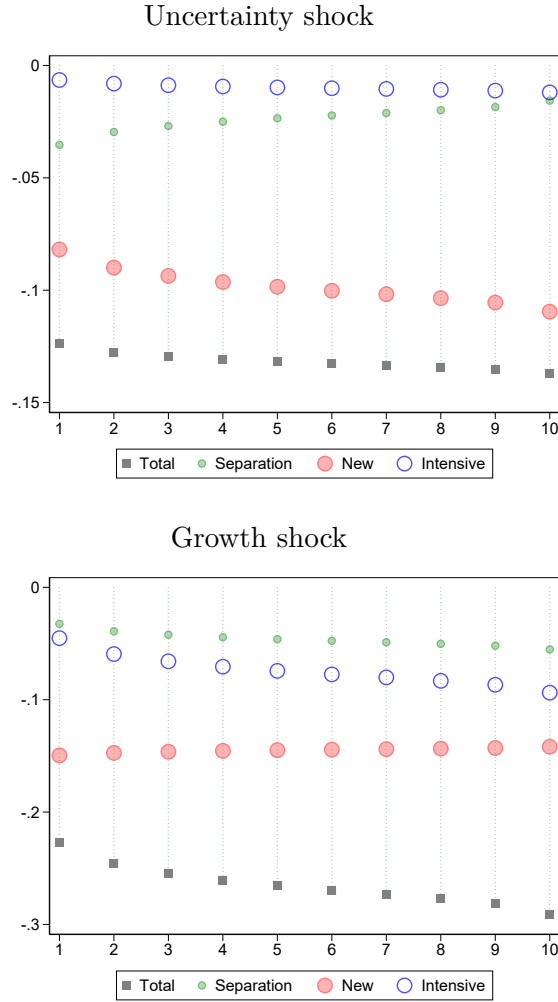 Uncertainty shock
0
-.05
-.1
-.15
1 2 3 4 5 6 7 8 9 10
Total Separation New Intensive
Growth shock
0
-.1
-.2
-.3
1 2 3 4 5 6 7 8 9 10
Total Separation New Intensive